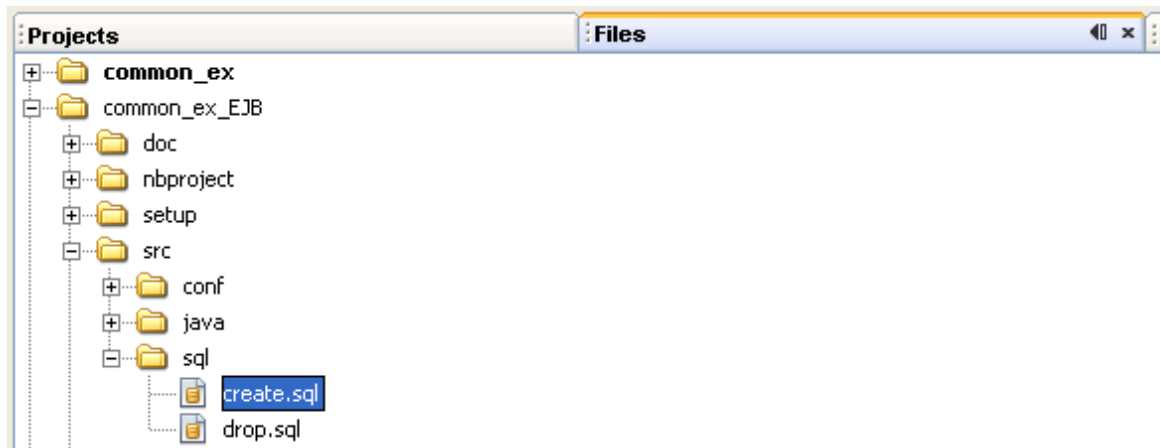 Projects Files
common_ex
common_ex_EJB
doc
nbproject
setup
src
conf
java
sql
create.sql
drop.sql